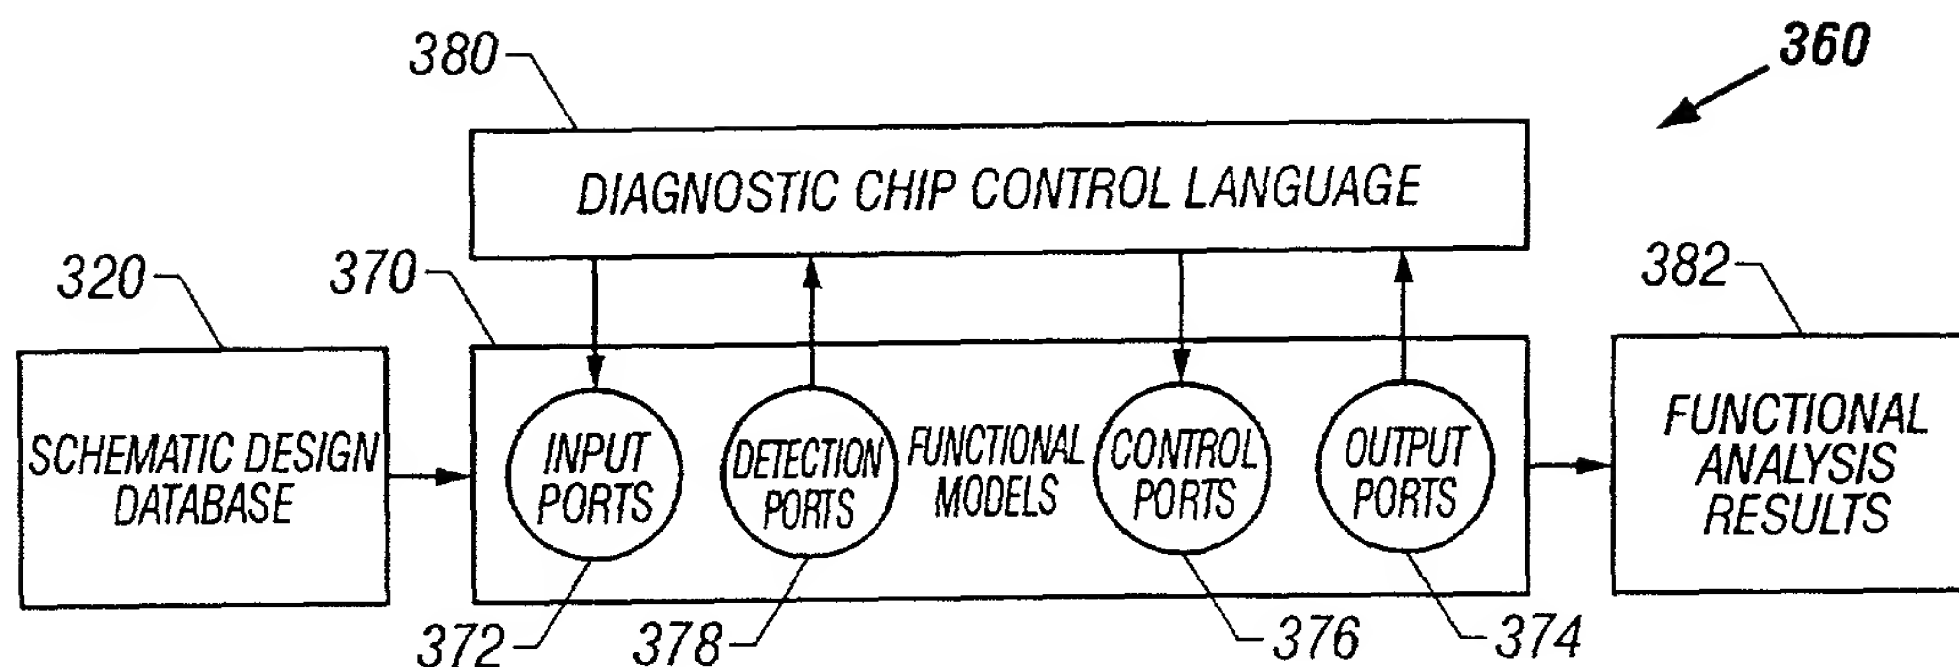 360
380
DIAGNOSTIC CHIP CONTROL LANGUAGE
320
370
382
SCHEMATIC DESIGN
DATABASE
INPUT
PORTS
DETECTION
PORTS
FUNCTIONAL
MODELS
CONTROL
PORTS
OUTPUT
PORTS
FUNCTIONAL
ANALYSIS
RESULTS
372
378
376
374